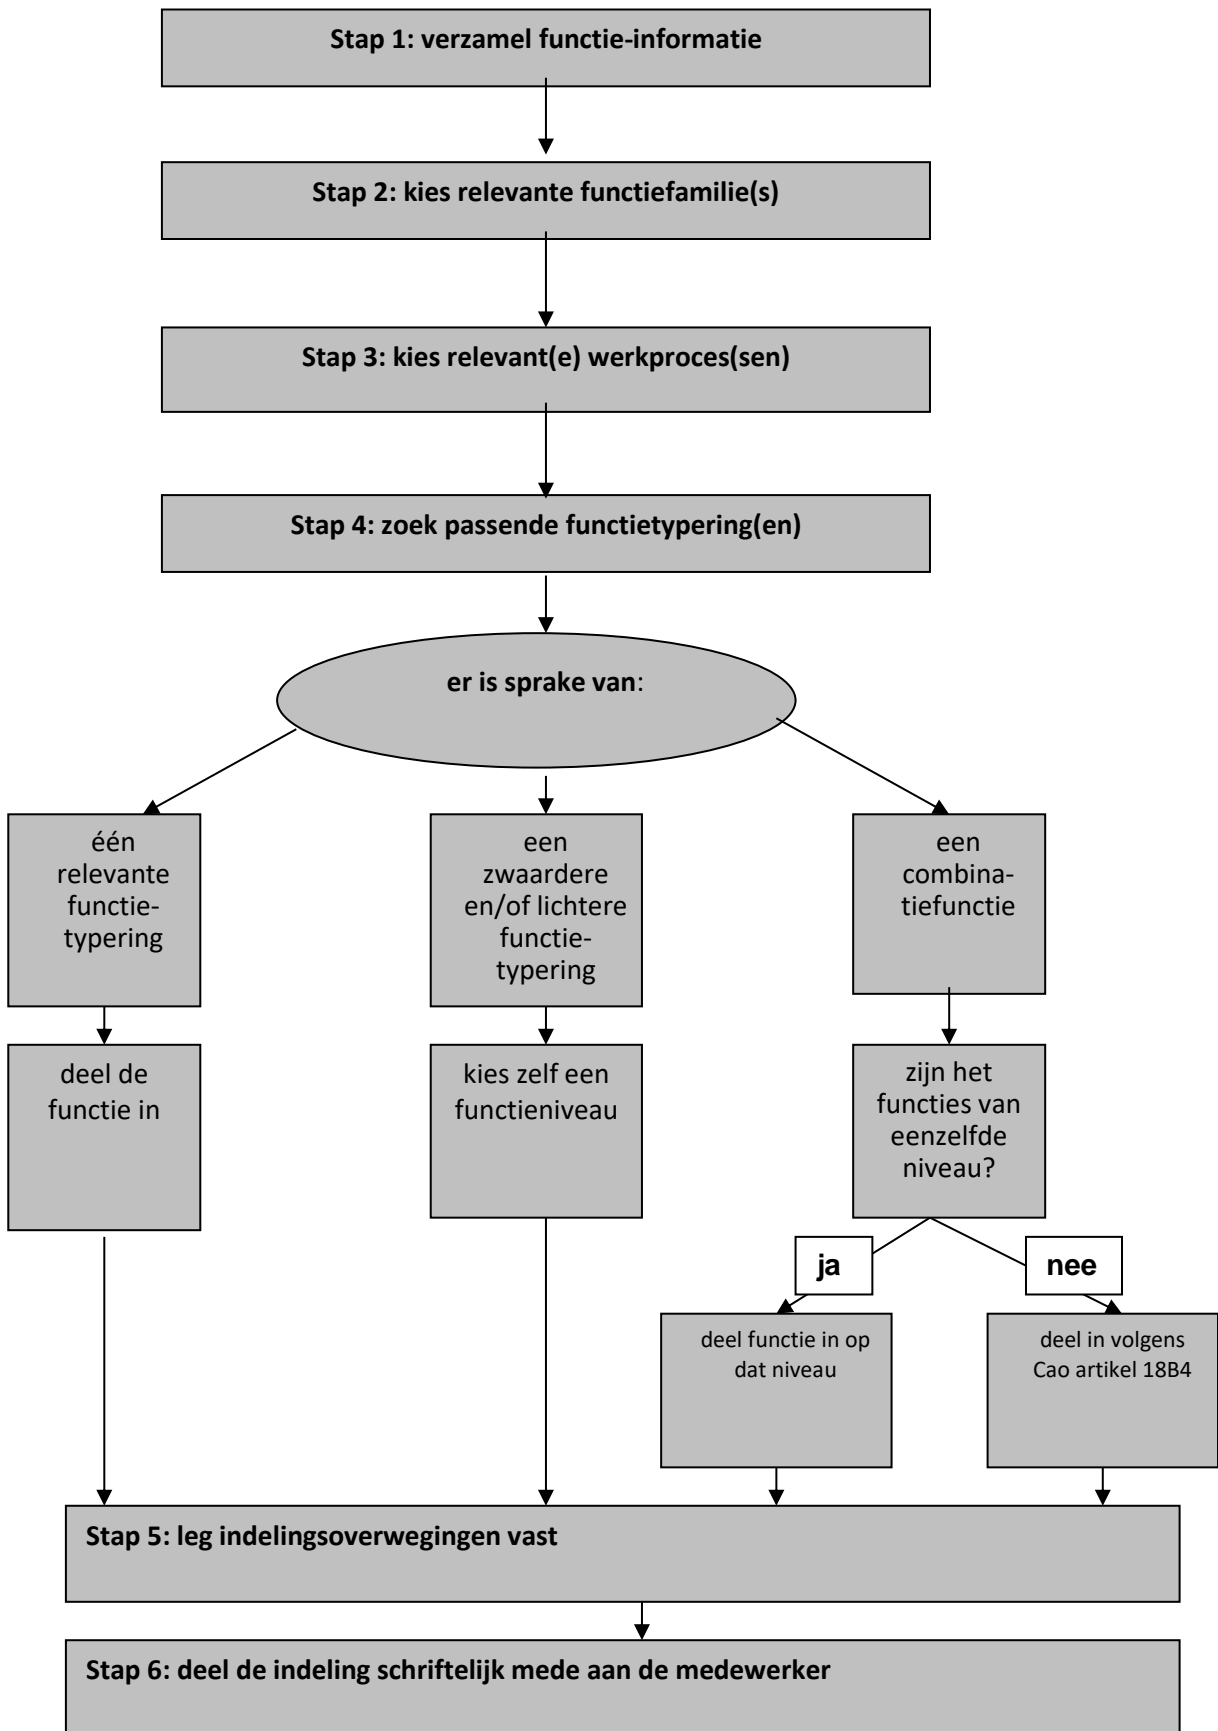 Stap 1: verzamel functie-informatie
Stap 2: kies relevante functiefamilie(s)
Stap 3: kies relevant(e) werkproces(sen)
Stap 4: zoek passende functietypering(en)
er is sprake van:
één
relevante
functie-
typering
een
zwaardere
en/of lichtere
functie-
typering
een
combina-
tiefunctie
deel de
functie in
kies zelf een
functieniveau
zijn het
functies van
eenzelfde
niveau?
ja
nee
deel functie in op
dat niveau
deel in volgens
Cao artikel 18B4
Stap 5: leg indelingsoverwegingen vast
Stap 6: deel de indeling schriftelijk mede aan de medewerker